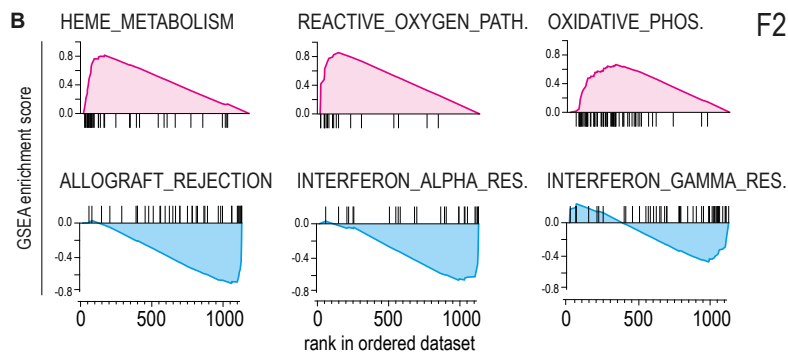 B
HEME_METABOLISM
REACTIVE_OXYGEN_PATH.
OXIDATIVE_PHOS.
F2
GSEA enrichment score
0.8
0.4
0.0
0.8
0.4
0.0
0.8
0.4
0.0
ALLOGRAFT_REJECTION
INTERFERON_ALPHA_RES.
INTERFERON_GAMMA_RES.
0.0
-0.4
-0.8
0.0
-0.4
-0.8
0.0
-0.4
-0.8
0 500 1000
0 500 1000
0 500 1000
rank in ordered dataset